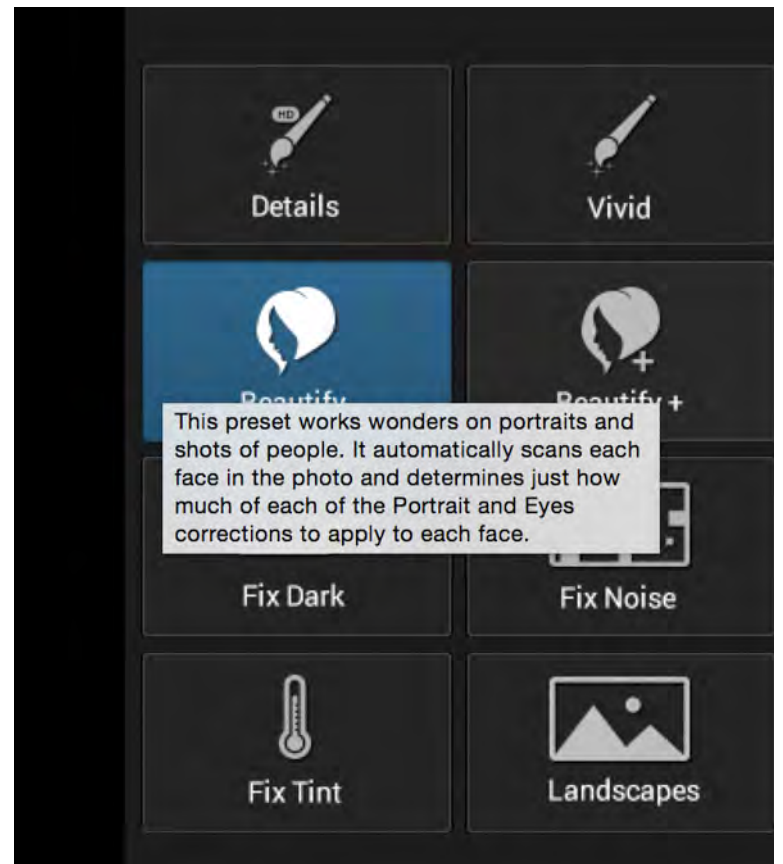 HD
Details
Vivid
Beautify
Beautify +
This preset works wonders on portraits and
shots of people. It automatically scans each
face in the photo and determines just how
much of each of the Portrait and Eyes
corrections to apply to each face.
Fix Dark
Fix Noise
Fix Tint
Landscapes